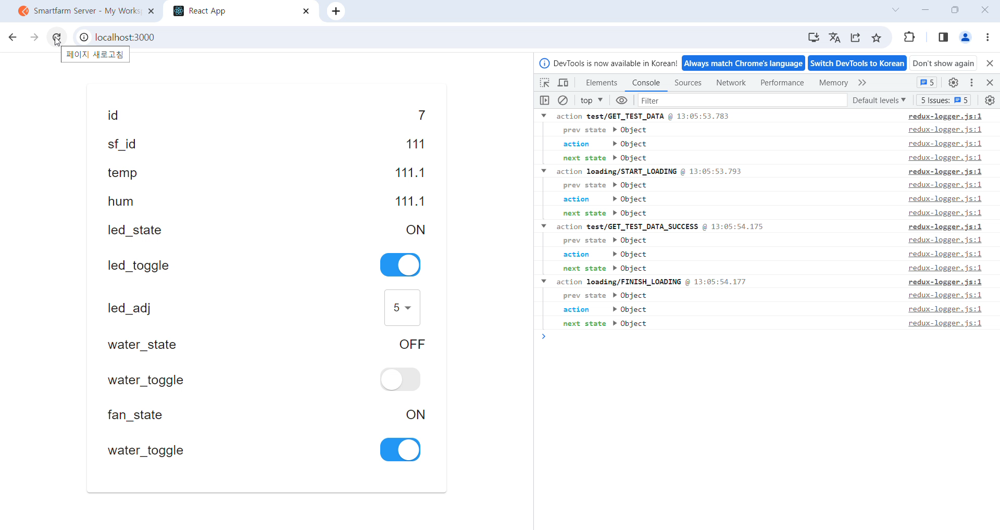 Smartfarm Server - My Works
React App
localhost:3000
페이지 새로고침
id 7
sf_id 111
temp 111.1
hum 111.1
led_state ON
led_toggle
led_adj 5
water_state OFF
water_toggle
fan_state ON
water_toggle
DevTools is now available in Korean! Always match Chrome's language Switch DevTools to Korean Don't show again
Elements Console Sources Network Performance Memory 5
top Filter Default levels 5 Issues: 5
action test/GET_TEST_DATA @ 13:05:53.783 redux-logger.js:1
prev state Object redux-logger.js:1
action Object redux-logger.js:1
next state Object redux-logger.js:1
action loading/START_LOADING @ 13:05:53.793 redux-logger.js:1
prev state Object redux-logger.js:1
action Object redux-logger.js:1
next state Object redux-logger.js:1
action test/GET_TEST_DATA_SUCCESS @ 13:05:54.175 redux-logger.js:1
prev state Object redux-logger.js:1
action Object redux-logger.js:1
next state Object redux-logger.js:1
action loading/FINISH_LOADING @ 13:05:54.177 redux-logger.js:1
prev state Object redux-logger.js:1
action Object redux-logger.js:1
next state Object redux-logger.js:1